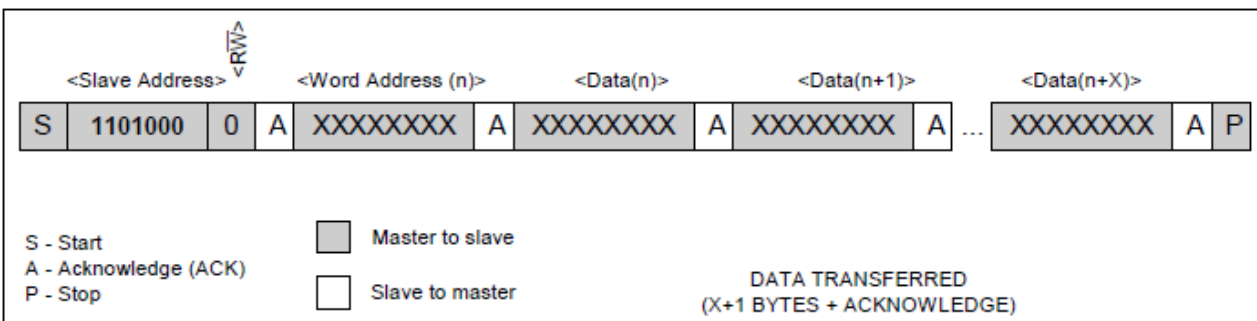 <RW>
<Slave Address> <Word Address (n)> <Data(n)> <Data(n+1)> <Data(n+X)>
S 1101000 0 A XXXXXXXX A XXXXXXXX A XXXXXXXX A ... XXXXXXXX A P
S - Start
A - Acknowledge (ACK)
P - Stop
Master to slave
Slave to master
DATA TRANSFERRED
(X+1 BYTES + ACKNOWLEDGE)